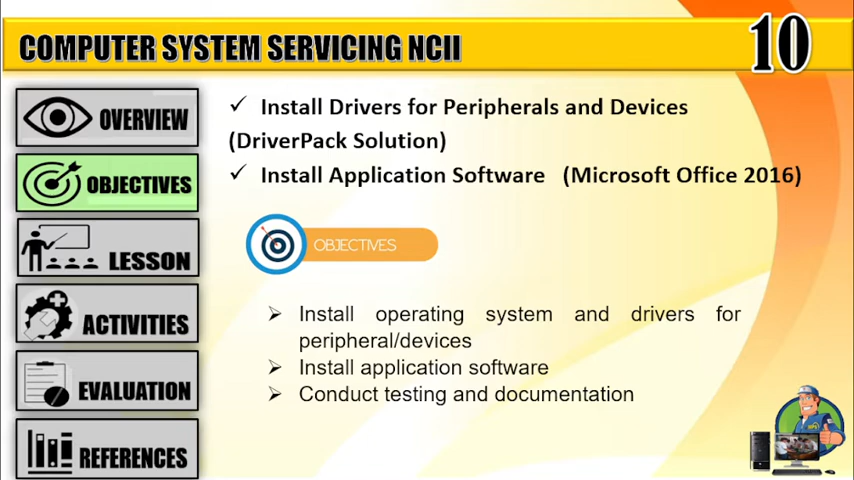 COMPUTER SYSTEM SERVICING NCII
10
OVERVIEW
OBJECTIVES
LESSON
ACTIVITIES
EVALUATION
REFERENCES
✓ Install Drivers for Peripherals and Devices
(DriverPack Solution)
✓ Install Application Software (Microsoft Office 2016)
OBJECTIVES
➢ Install operating system and drivers for
peripheral/devices
➢ Install application software
➢ Conduct testing and documentation